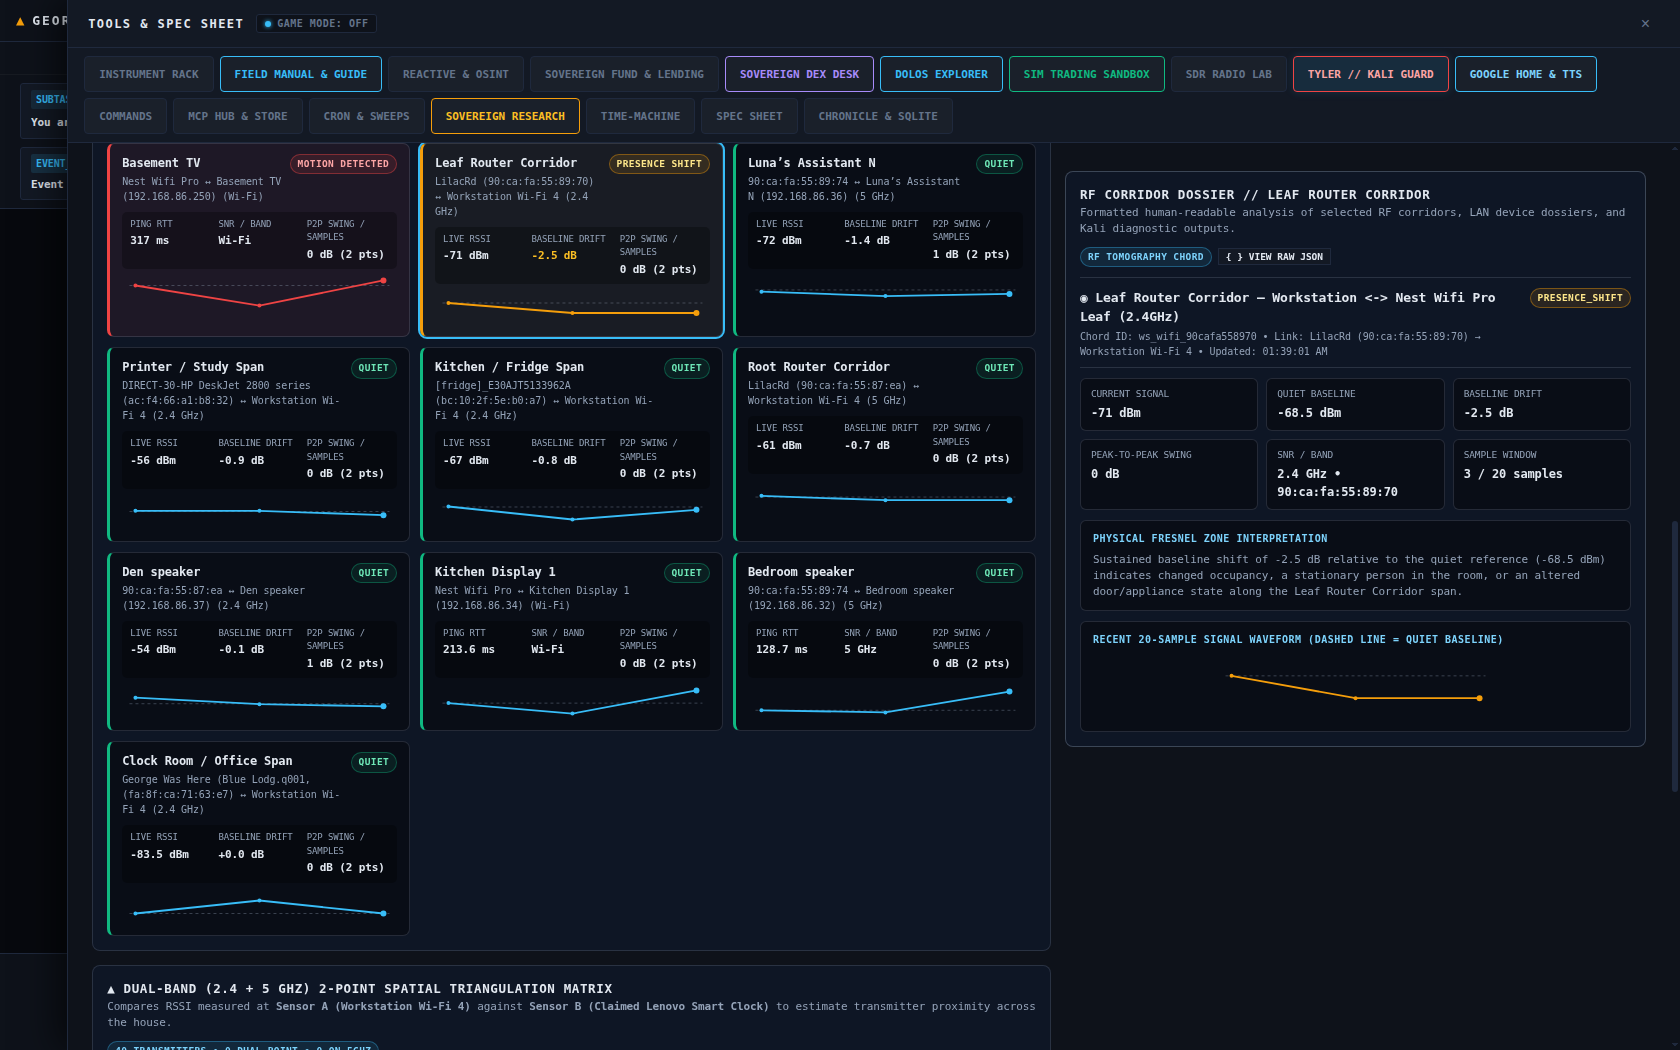 ▲ GEOR
TOOLS & SPEC SHEET
GAME MODE: OFF
×
INSTRUMENT RACK
FIELD MANUAL & GUIDE
REACTIVE & OSINT
SOVEREIGN FUND & LENDING
SOVEREIGN DEX DESK
DOLOS EXPLORER
SIM TRADING SANDBOX
SDR RADIO LAB
TYLER // KALI GUARD
GOOGLE HOME & TTS
COMMANDS
MCP HUB & STORE
CRON & SWEEPS
SOVEREIGN RESEARCH
TIME-MACHINE
SPEC SHEET
CHRONICLE & SQLITE
SUBTAS
You ar
EVENT
Event
Basement TV
MOTION DETECTED
Nest Wifi Pro ↔ Basement TV
(192.168.86.250) (Wi-Fi)
PING RTT
SNR / BAND
P2P SWING /
SAMPLES
317 ms
Wi-Fi
0 dB (2 pts)
Leaf Router Corridor
PRESENCE SHIFT
LilacRd (90:ca:fa:55:89:70)
↔ Workstation Wi-Fi 4 (2.4
GHz)
LIVE RSSI
BASELINE DRIFT
P2P SWING /
SAMPLES
-71 dBm
-2.5 dB
0 dB (2 pts)
Luna's Assistant N
QUIET
90:ca:fa:55:89:74 ↔ Luna's Assistant
N (192.168.86.36) (5 GHz)
LIVE RSSI
BASELINE DRIFT
P2P SWING /
SAMPLES
-72 dBm
-1.4 dB
1 dB (2 pts)
Printer / Study Span
QUIET
DIRECT-30-HP DeskJet 2800 series
(ac:f4:66:a1:b8:32) ↔ Workstation Wi-
Fi 4 (2.4 GHz)
LIVE RSSI
BASELINE DRIFT
P2P SWING /
SAMPLES
-56 dBm
-0.9 dB
0 dB (2 pts)
Kitchen / Fridge Span
QUIET
[fridge]_E30AJT5133962A
(bc:10:2f:5e:b0:a7) ↔ Workstation Wi-
Fi 4 (2.4 GHz)
LIVE RSSI
BASELINE DRIFT
P2P SWING /
SAMPLES
-67 dBm
-0.8 dB
0 dB (2 pts)
Root Router Corridor
QUIET
LilacRd (90:ca:fa:55:87:ea) ↔
Workstation Wi-Fi 4 (5 GHz)
LIVE RSSI
BASELINE DRIFT
P2P SWING /
SAMPLES
-61 dBm
-0.7 dB
0 dB (2 pts)
Den speaker
QUIET
90:ca:fa:55:87:ea ↔ Den speaker
(192.168.86.37) (2.4 GHz)
LIVE RSSI
BASELINE DRIFT
P2P SWING /
SAMPLES
-54 dBm
-0.1 dB
1 dB (2 pts)
Kitchen Display 1
QUIET
Nest Wifi Pro ↔ Kitchen Display 1
(192.168.86.34) (Wi-Fi)
PING RTT
SNR / BAND
P2P SWING /
SAMPLES
213.6 ms
Wi-Fi
0 dB (2 pts)
Bedroom speaker
QUIET
90:ca:fa:55:89:74 ↔ Bedroom speaker
(192.168.86.32) (5 GHz)
PING RTT
SNR / BAND
P2P SWING /
SAMPLES
128.7 ms
5 GHz
0 dB (2 pts)
Clock Room / Office Span
QUIET
George Was Here (Blue Lodg.q001,
(fa:8f:ca:71:63:e7) ↔ Workstation Wi-
Fi 4 (2.4 GHz)
LIVE RSSI
BASELINE DRIFT
P2P SWING /
SAMPLES
-83.5 dBm
+0.0 dB
0 dB (2 pts)
▲ DUAL-BAND (2.4 + 5 GHZ) 2-POINT SPATIAL TRIANGULATION MATRIX
Compares RSSI measured at Sensor A (Workstation Wi-Fi 4) against Sensor B (Claimed Lenovo Smart Clock) to estimate transmitter proximity across
the house.
RF CORRIDOR DOSSIER // LEAF ROUTER CORRIDOR
Formatted human-readable analysis of selected RF corridors, LAN device dossiers, and
Kali diagnostic outputs.
RF TOMOGRAPHY CHORD
{ } VIEW RAW JSON
◉ Leaf Router Corridor — Workstation <-> Nest Wifi Pro
Leaf (2.4GHz)
PRESENCE_SHIFT
Chord ID: ws_wifi_90cafa558970 • Link: LilacRd (90:ca:fa:55:89:70) →
Workstation Wi-Fi 4 • Updated: 01:39:01 AM
CURRENT SIGNAL
-71 dBm
QUIET BASELINE
-68.5 dBm
BASELINE DRIFT
-2.5 dB
PEAK-TO-PEAK SWING
0 dB
SNR / BAND
2.4 GHz •
90:ca:fa:55:89:70
SAMPLE WINDOW
3 / 20 samples
PHYSICAL FRESNEL ZONE INTERPRETATION
Sustained baseline shift of -2.5 dB relative to the quiet reference (-68.5 dBm)
indicates changed occupancy, a stationary person in the room, or an altered
door/appliance state along the Leaf Router Corridor span.
RECENT 20-SAMPLE SIGNAL WAVEFORM (DASHED LINE = QUIET BASELINE)